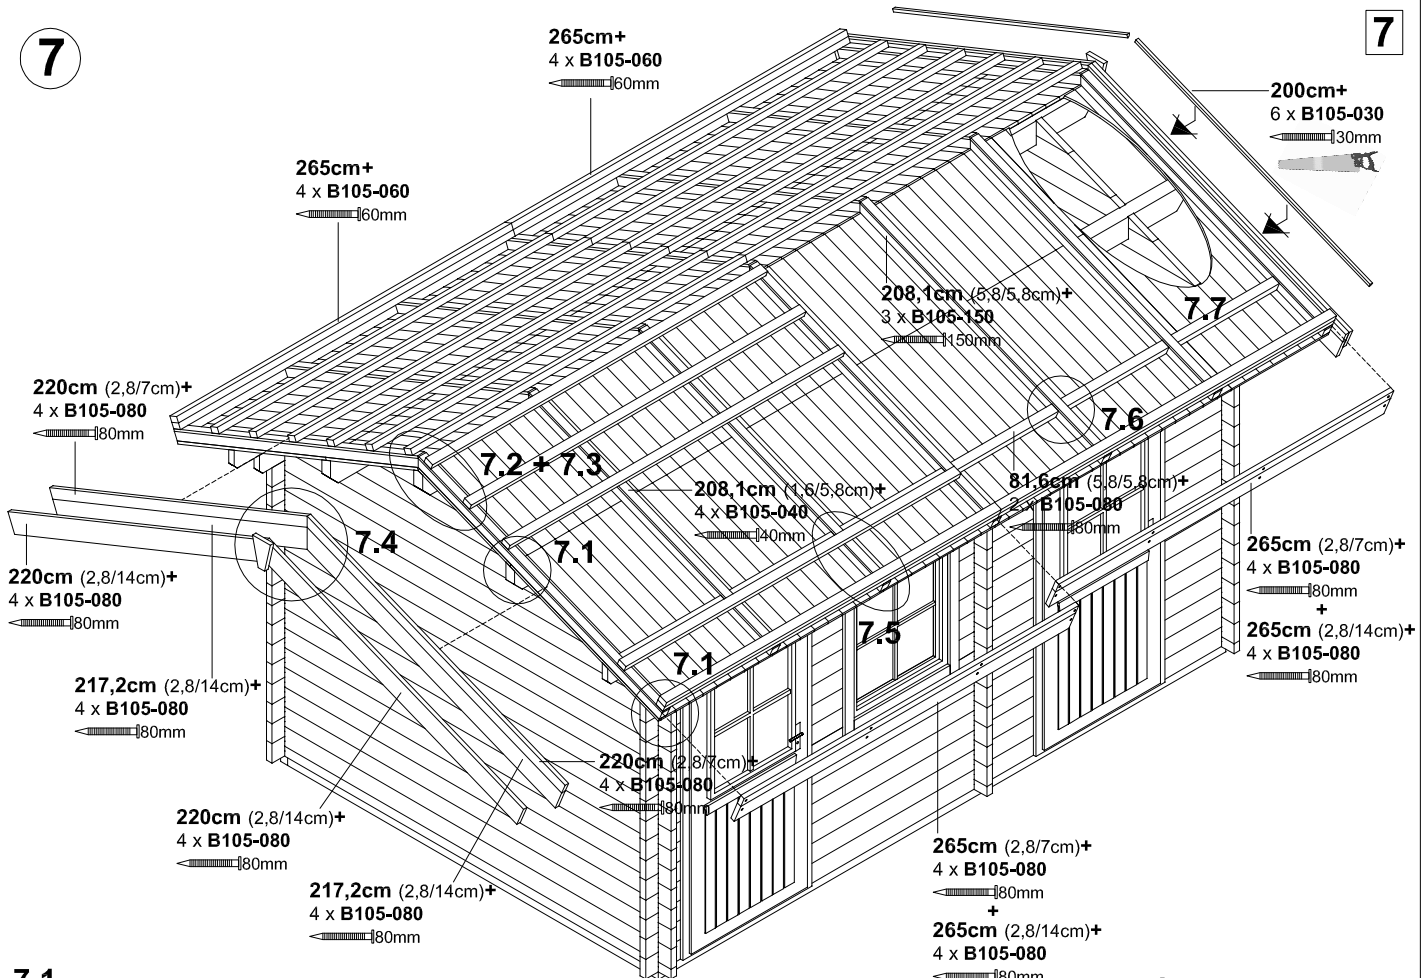 7
7
265cm+
4 x B105-060
60mm
200cm+
6 x B105-030
30mm
265cm+
4 x B105-060
60mm
208,1cm (5,8/5,8cm)+
3 x B105-150
150mm
7.7
220cm (2,8/7cm)+
4 x B105-080
80mm
7.6
7.2 + 7.3
208,1cm (1,6/5,8cm)+
4 x B105-040
40mm
81,6cm (5,8/5,8cm)+
2 x B105-080
80mm
7.4
7.1
220cm (2,8/14cm)+
4 x B105-080
80mm
265cm (2,8/7cm)+
4 x B105-080
80mm
+
265cm (2,8/14cm)+
4 x B105-080
80mm
7.5
7.1
217,2cm (2,8/14cm)+
4 x B105-080
80mm
220cm (2,8/7cm)+
4 x B105-080
80mm
220cm (2,8/14cm)+
4 x B105-080
80mm
265cm (2,8/7cm)+
4 x B105-080
80mm
+
265cm (2,8/14cm)+
4 x B105-080
80mm
217,2cm (2,8/14cm)+
4 x B105-080
80mm
7.1